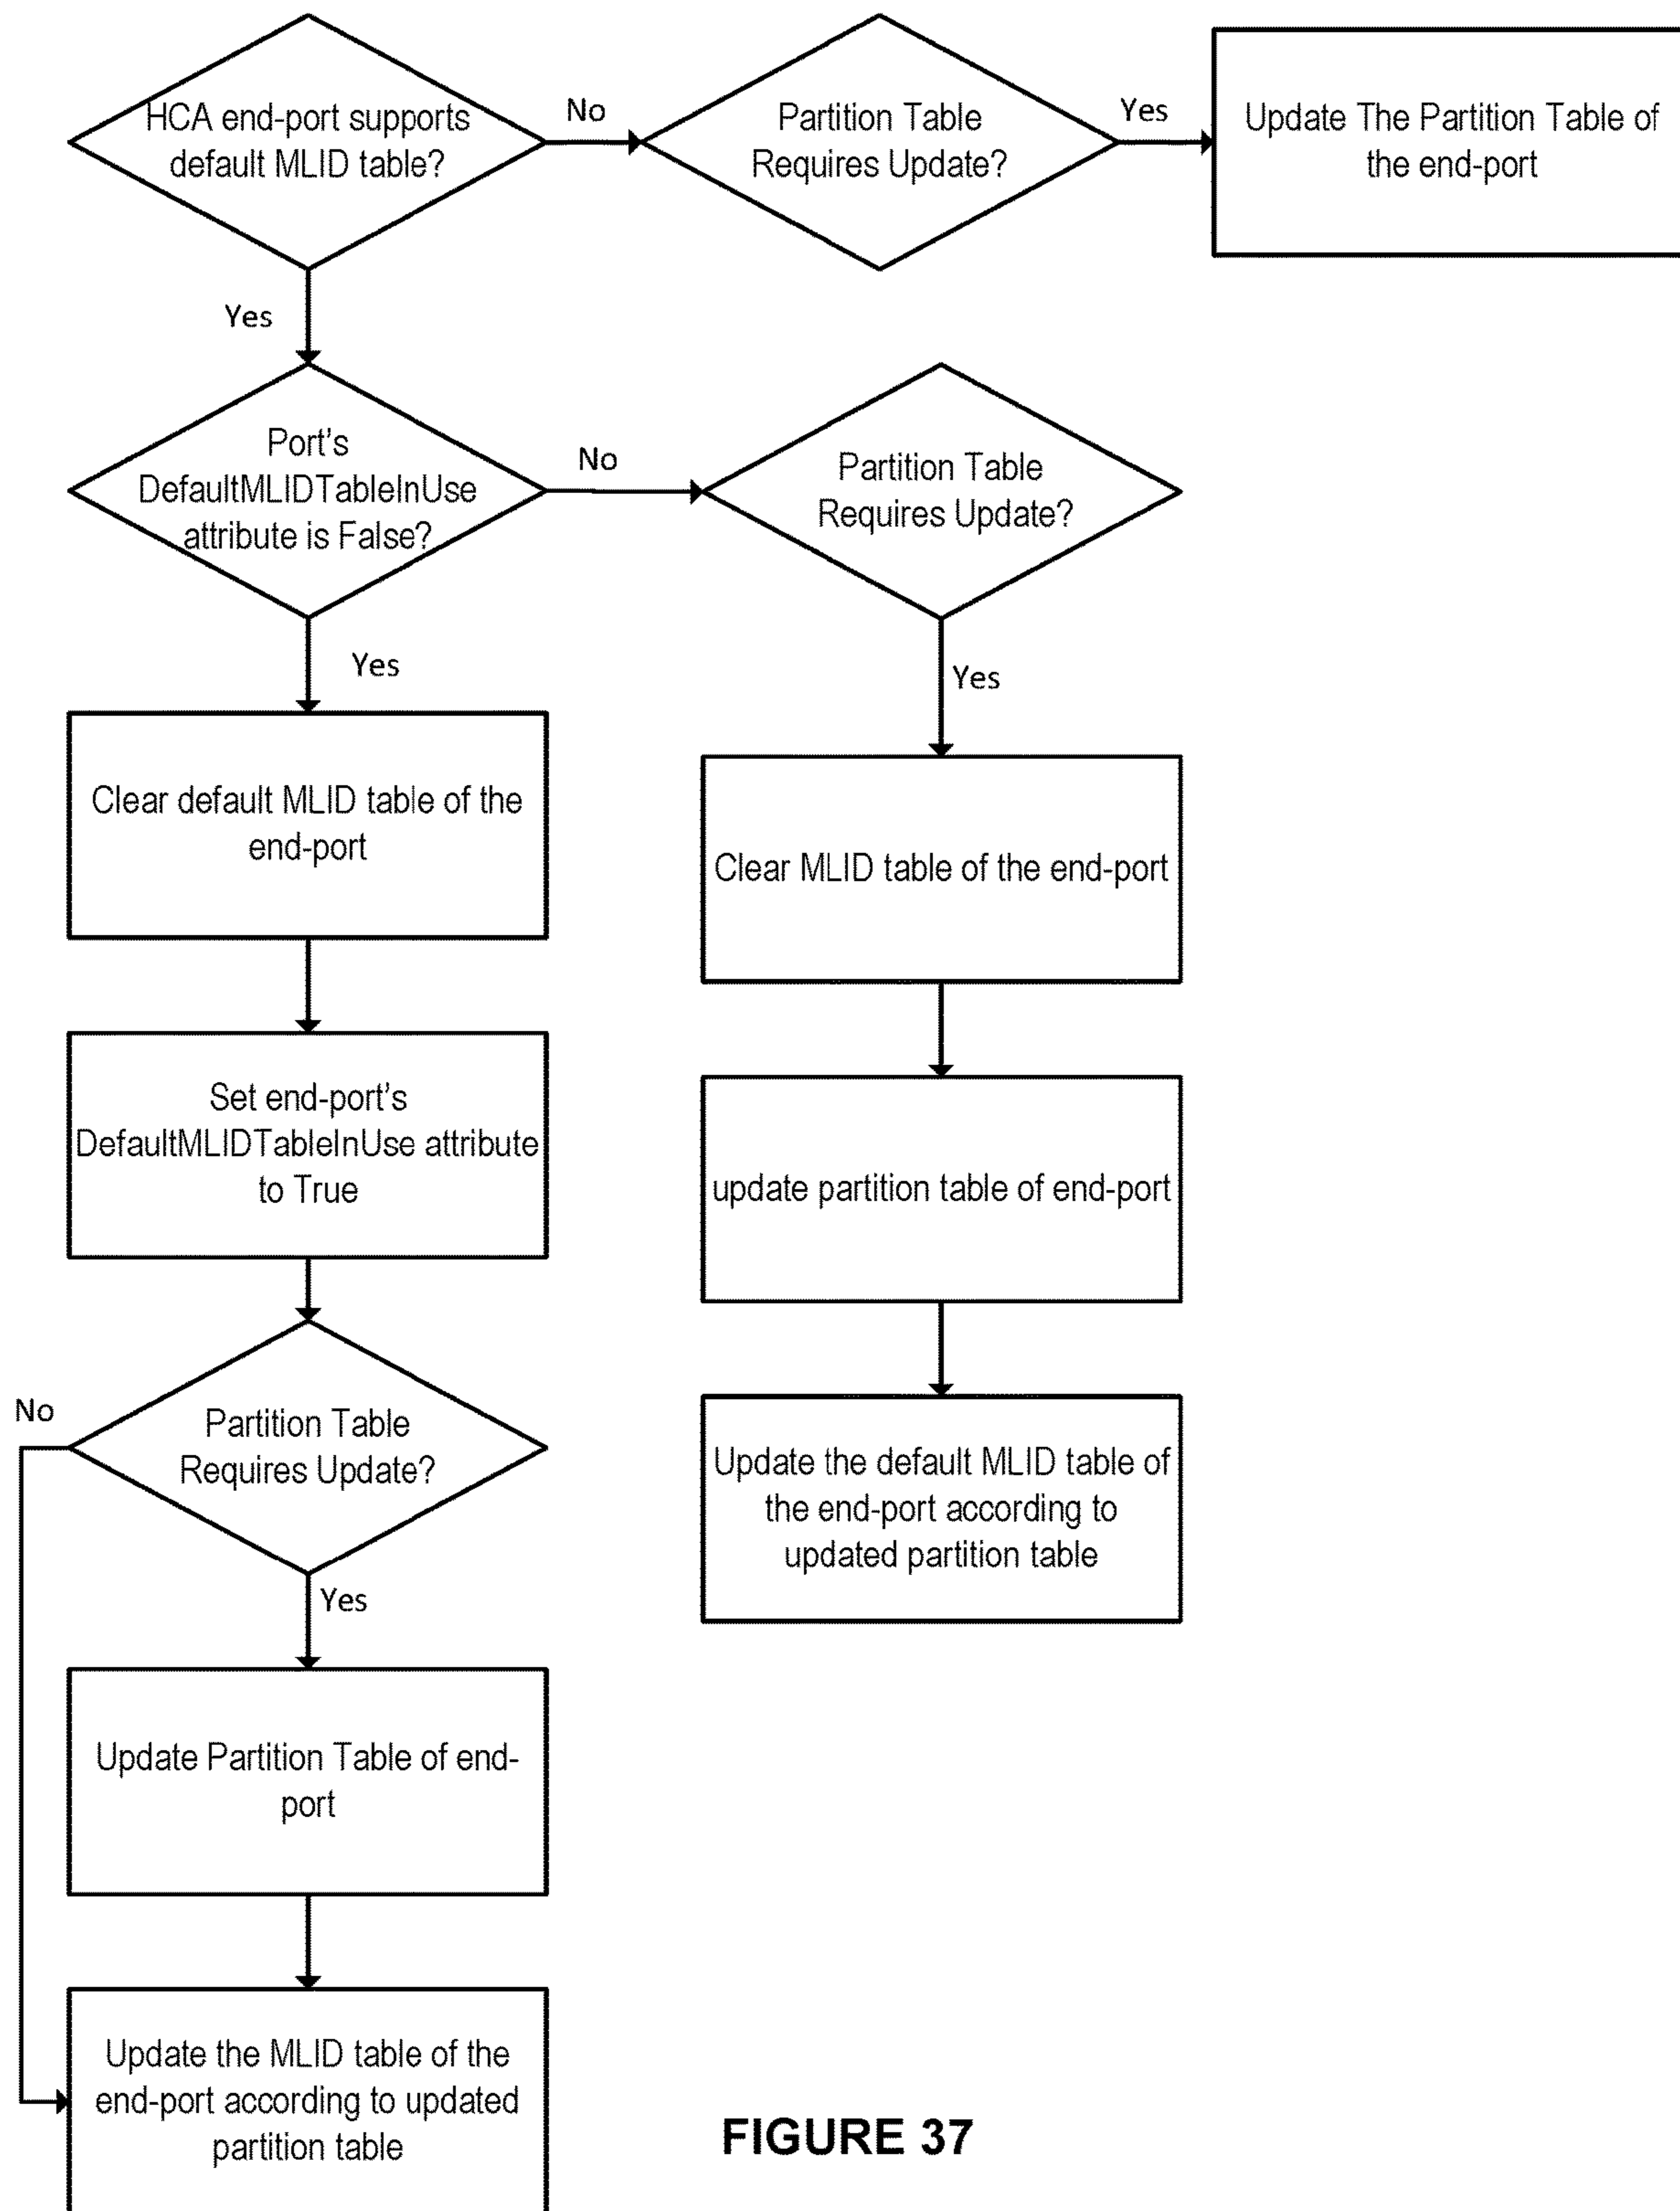 HCA end-port supports
default MLID table?
No
Partition Table
Requires Update?
Yes
Update The Partition Table of
the end-port
Yes
Port's
DefaultMLIDTableInUse
attribute is False?
No
Partition Table
Requires Update?
Yes
Yes
Clear default MLID table of the
end-port
Clear MLID table of the end-port
Set end-port's
DefaultMLIDTableInUse attribute
to True
update partition table of end-port
No
Partition Table
Requires Update?
Update the default MLID table of
the end-port according to
updated partition table
Yes
Update Partition Table of end-
port
Update the MLID table of the
end-port according to updated
partition table
FIGURE 37